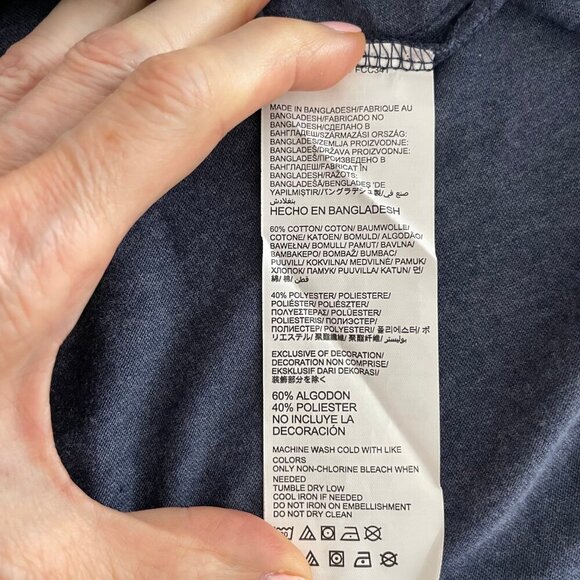 FCC341
MADE IN BANGLADESH/FABRIQUE AU
BANGLADESH/FABRICADO NO
BANGLADESH/СДЕЛАНО В
БАНГЛАДЕШ/SZÁRMAZÁSI ORSZÁG:
BANGLADES/ZEMLJA PROIZVODNJE:
BANGLADEŠ/DRŽAVA PROIZVODNJE:
BANGLADEŠ/ПРОИЗВЕДЕНО В
БАНГЛАДЕШ/FABRICAT ÎN
BANGLADESH/RAŽOTS:
BANGLADEŠĀ/BENGLADEŞ 'DE
YAPILMIŞTIR/バングラデシュ製/صنع في
بنغلادش
HECHO EN BANGLADESH
60% COTTON/ COTON/ BAUMWOLLE/
COTONE/ KATOEN/ BOMULD/ ALGODÃO/
BAWEŁNA/ BOMULL/ PAMUT/ BAVLNA/
ΒΑΜΒΑΚΕΡΟ/ BOMBAŽ/ BUMBAC/
PUUVILL/ KOKVILNA/ MEDVILNĖ/ PAMUK/
ХЛОПОК/ ПАМУК/ PUUVILLA/ KATUN/ 면/
綿/ 棉/ قطن
40% POLYESTER/ POLIESTERE/
POLIÉSTER/ POLIÉSZTER/
ΠΟΛΥΕΣΤΕΡΑΣ/ POLÜESTER/
POLIESTERIS/ ПОЛИЭСТЕР/
ПОЛИЕСТЕР/ POLYESTERI/ 폴리에스터/ ポ
リエステル/ 聚酯纖維/ 聚酯纤维/ بوليستر
EXCLUSIVE OF DECORATION/
DECORATION NON COMPRISE/
EKSKLUSIF DARI DEKORASI/
装飾部分を除く
60% ALGODON
40% POLIESTER
NO INCLUYE LA
DECORACIÓN
MACHINE WASH COLD WITH LIKE
COLORS
ONLY NON-CHLORINE BLEACH WHEN
NEEDED
TUMBLE DRY LOW
COOL IRON IF NEEDED
DO NOT IRON ON EMBELLISHMENT
DO NOT DRY CLEAN